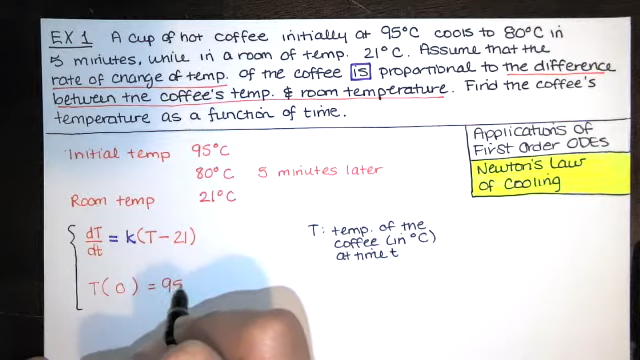 EX 1 A cup of hot coffee initially at 95°C cools to 80°C in
5 minutes, while in a room of temp. 21°C. Assume that the
rate of change of temp. of the coffee is proportional to the difference
between the coffee's temp. & room temperature. Find the coffee's
temperature as a function of time.
Applications of
First Order ODEs
Newton's Law
of Cooling
Initial temp 95°C
80°C 5 minutes later
Room temp 21°C
dT/dt = k(T-21)
T: temp. of the
coffee (in °C)
at time t
T(0) = 95